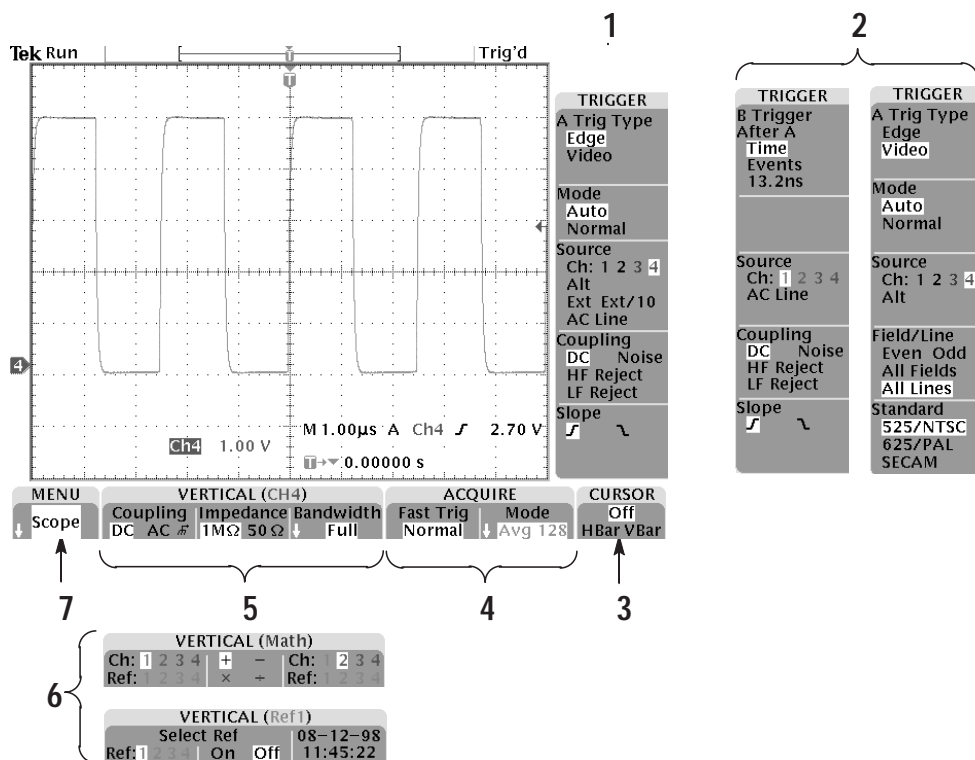 1
2
Tek Run
Trig'd
T
T
4
Ch4 1.00 V
M 1.00µs A Ch4 2.70 V
T 0.00000 s
TRIGGER
A Trig Type
Edge
Video
Mode
Auto
Normal
Source
Ch: 1 2 3 4
Alt
Ext Ext/10
AC Line
Coupling
DC Noise
HF Reject
LF Reject
Slope
TRIGGER
B Trigger
After A
Time
Events
13.2ns
Source
Ch: 1 2 3 4
AC Line
Coupling
DC Noise
HF Reject
LF Reject
Slope
TRIGGER
A Trig Type
Edge
Video
Mode
Auto
Normal
Source
Ch: 1 2 3 4
Alt
Field/Line
Even Odd
All Fields
All Lines
Standard
525/NTSC
625/PAL
SECAM
MENU
Scope
VERTICAL (CH4)
Coupling Impedance Bandwidth
DC AC 1MΩ 50 Ω Full
ACQUIRE
Fast Trig Mode
Normal Avg 128
CURSOR
Off
HBar VBar
7
5
4
3
6
VERTICAL (Math)
Ch: 1 2 3 4 + − Ch: 1 2 3 4
Ref: 1 2 3 4 × ÷ Ref: 1 2 3 4
VERTICAL (Ref1)
Select Ref 08−12−98
Ref: 1 2 3 4 On Off 11:45:22